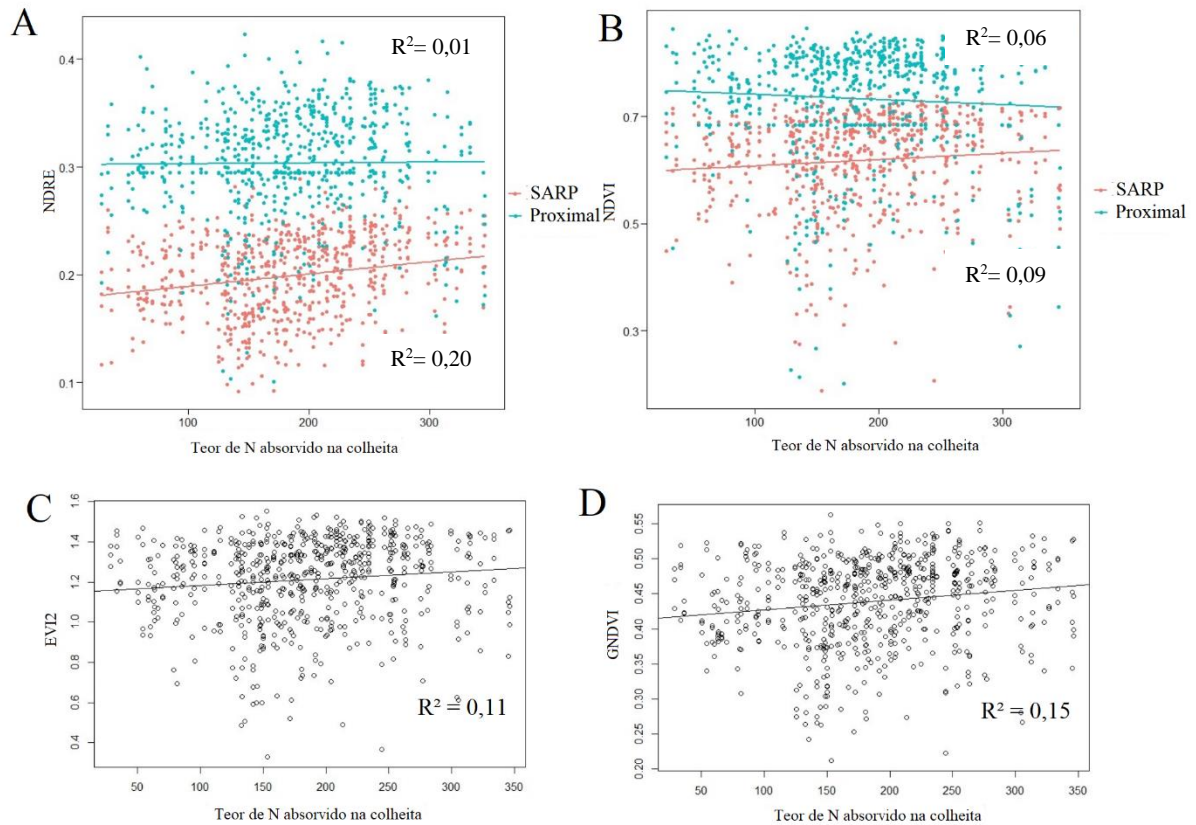 A
R²= 0,01
0.4
0.3
0.2
0.1
NDRE
SARP
Proximal
R²= 0,20
100
200
300
Teor de N absorvido na colheita
B
R²= 0,06
0.7
0.5
0.3
NDVI
SARP
Proximal
R²= 0,09
100
200
300
Teor de N absorvido na colheita
C
1.6
1.4
1.2
1.0
0.8
0.6
0.4
EVI2
R² = 0,11
50
100
150
200
250
300
350
Teor de N absorvido na colheita
D
0.55
0.50
0.45
0.40
0.35
0.30
0.25
0.20
GNDVI
R² = 0,15
50
100
150
200
250
300
350
Teor de N absorvido na colheita